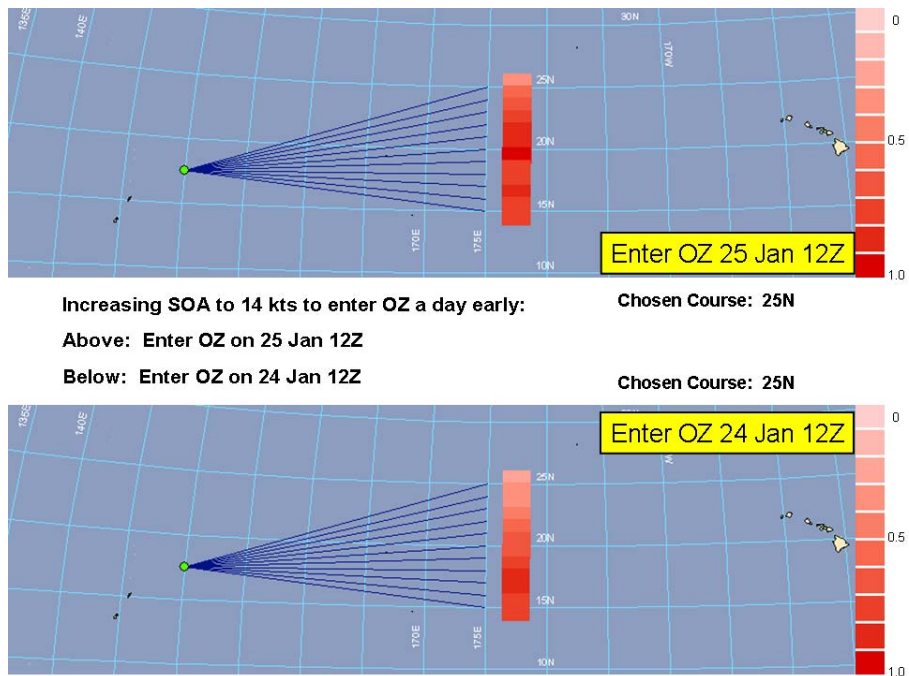 135E
140E
30N
170W
0
25N
20N
0.5
15N
170E
175E
10N
Enter OZ 25 Jan 12Z
1.0
Increasing SOA to 14 kts to enter OZ a day early:
Chosen Course: 25N
Above: Enter OZ on 25 Jan 12Z
Below: Enter OZ on 24 Jan 12Z
Chosen Course: 25N
135E
140E
Enter OZ 24 Jan 12Z
0
25N
20N
0.5
15N
170E
175E
10N
1.0